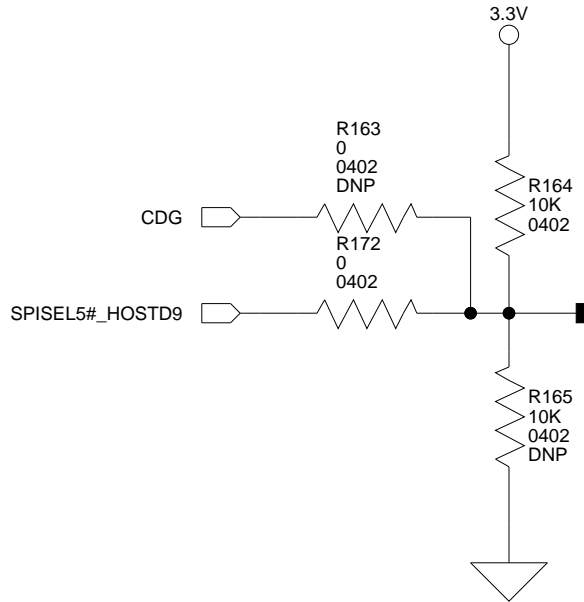 3.3V
R163
0
0402
DNP
R164
10K
0402
CDG
R172
0
0402
SPISEL5#_HOSTD9
R165
10K
0402
DNP